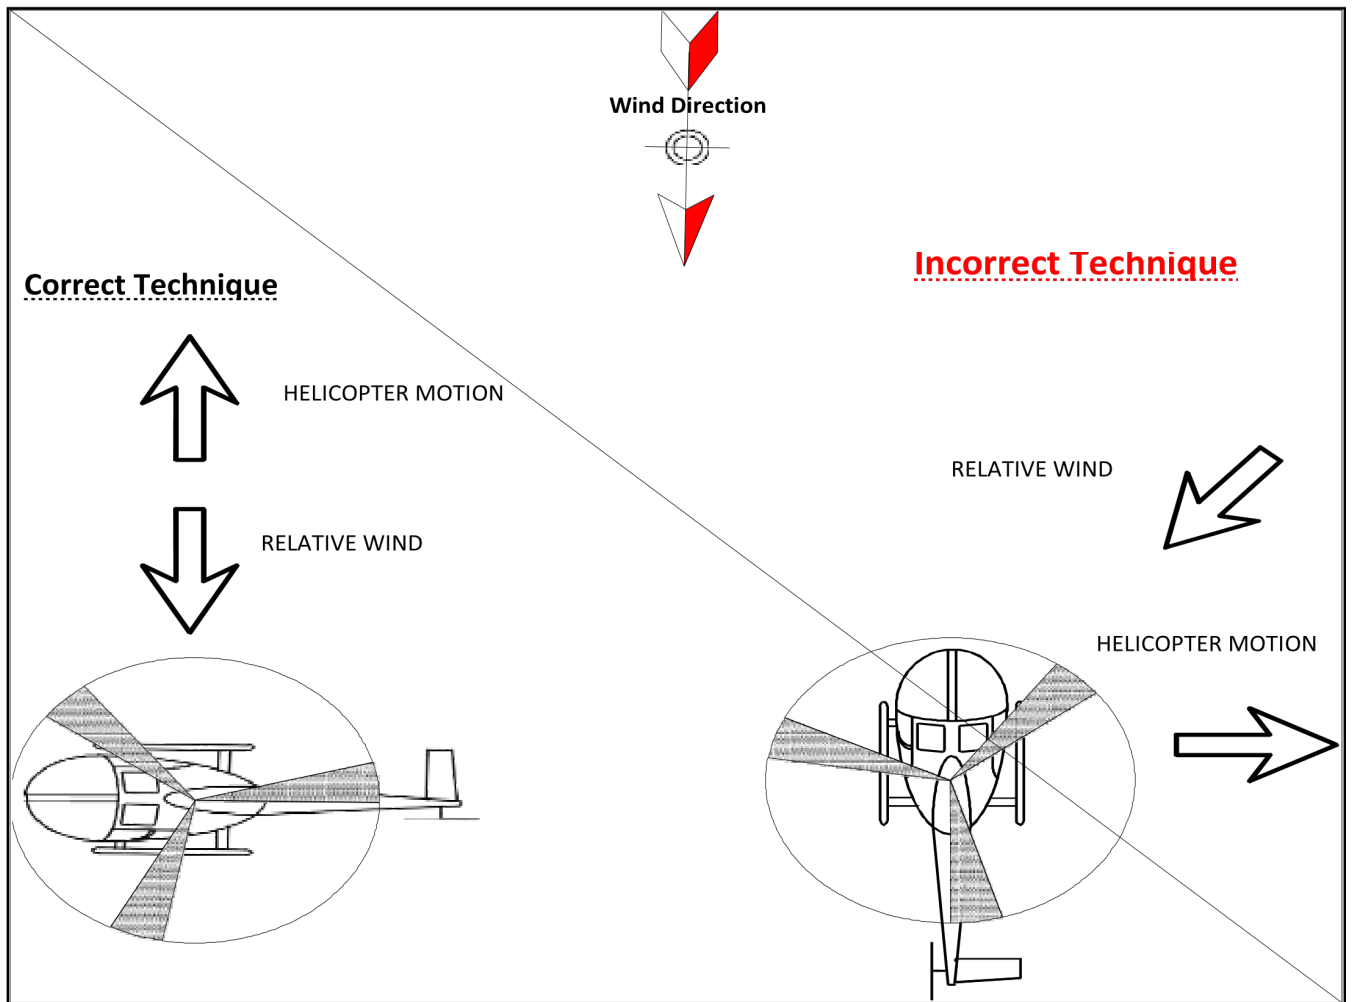 Wind Direction
Correct Technique
Incorrect Technique
HELICOPTER MOTION
RELATIVE WIND
RELATIVE WIND
HELICOPTER MOTION